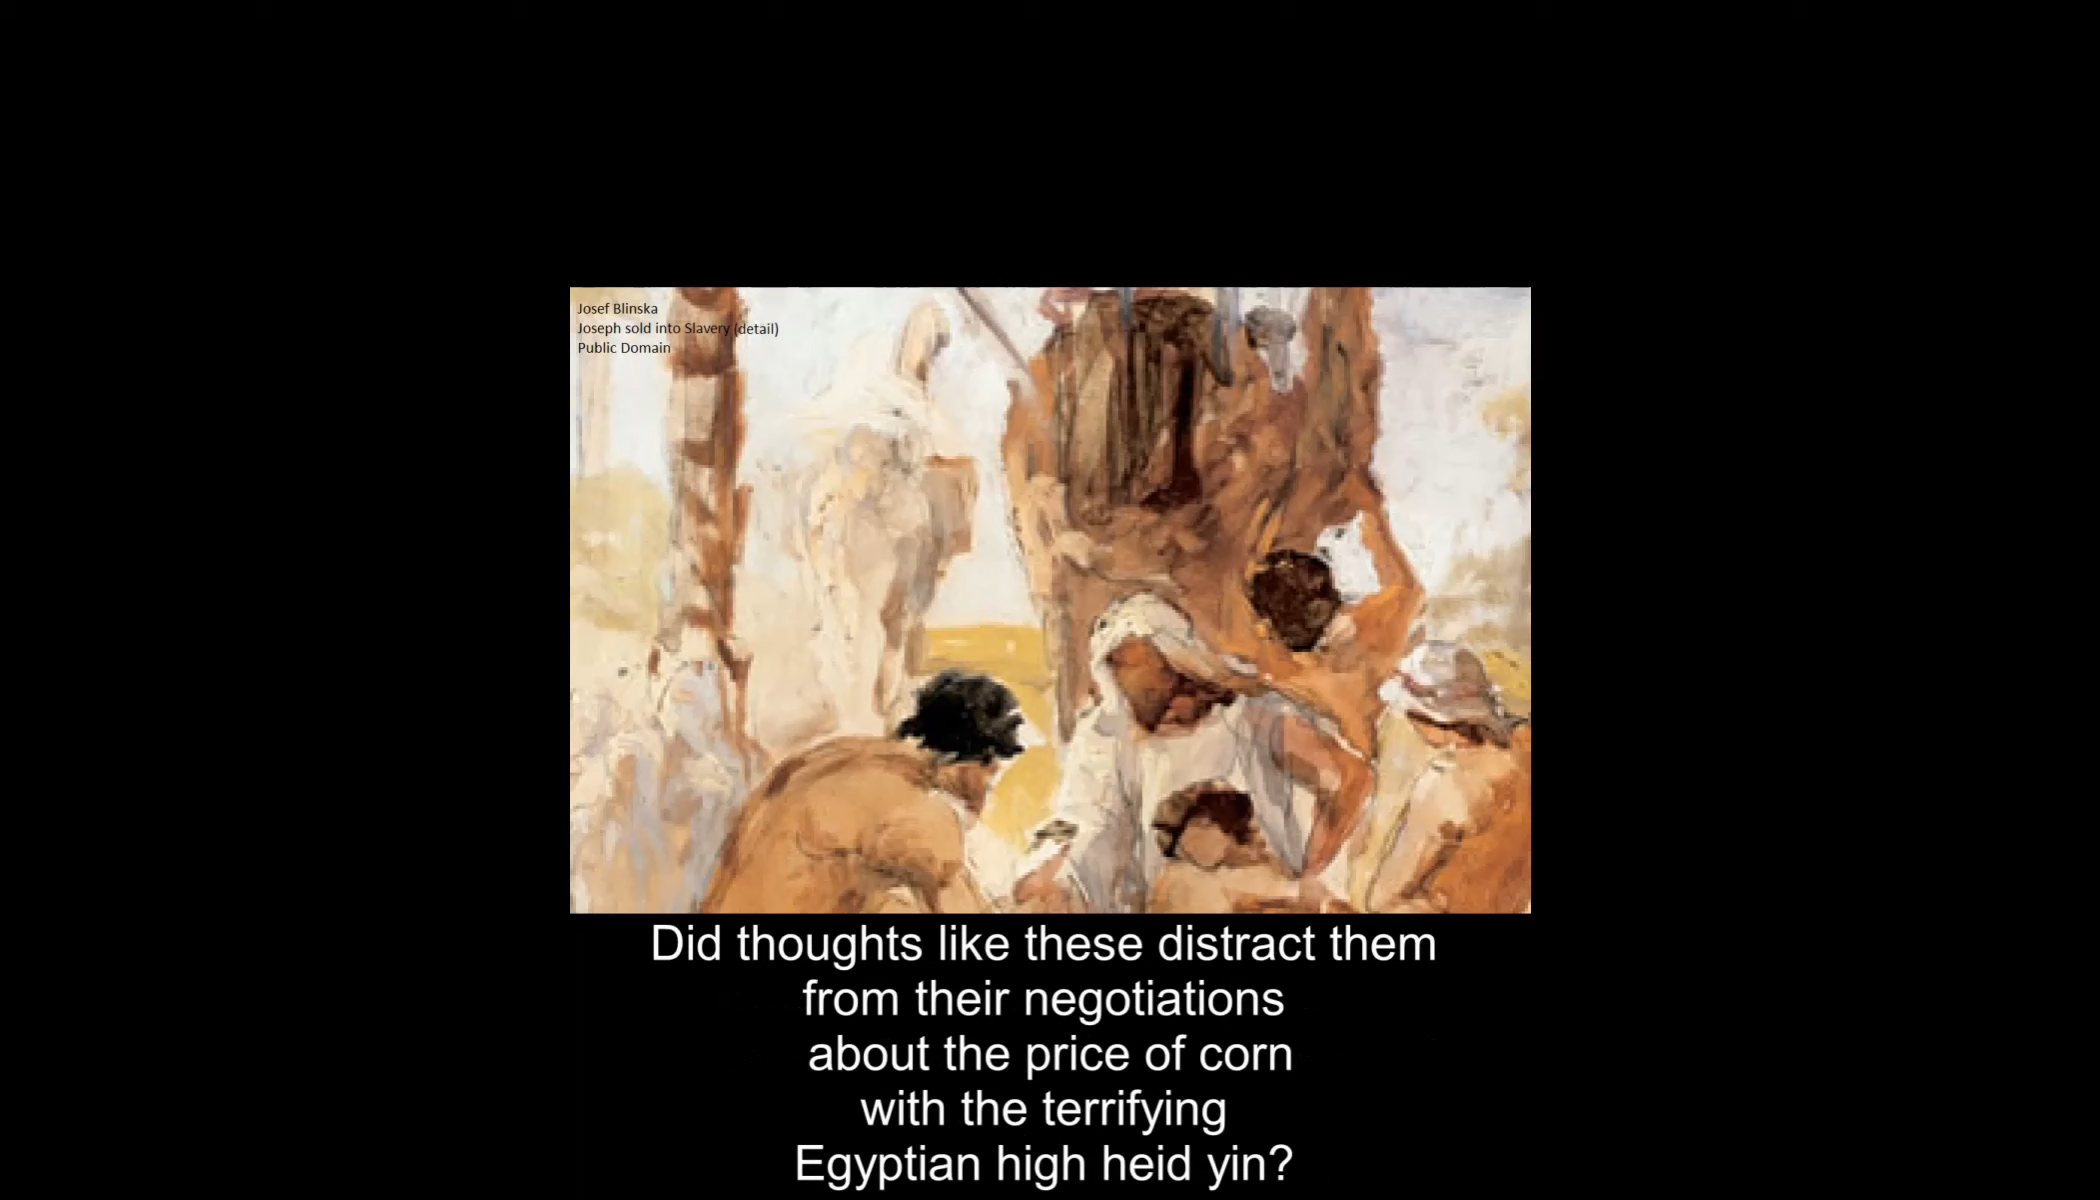 Josef Blinska
Joseph sold into Slavery (detail)
Public Domain
Did thoughts like these distract them
from their negotiations
about the price of corn
with the terrifying
Egyptian high heid yin?